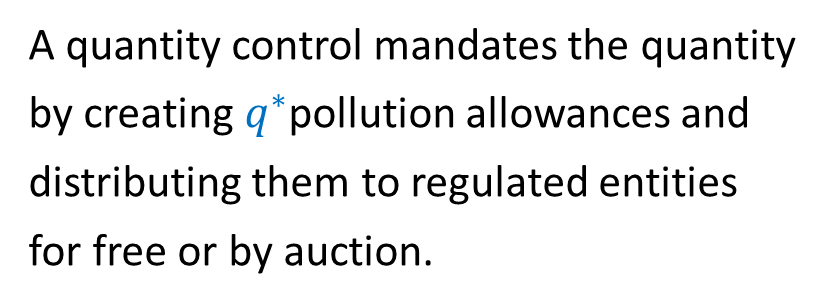 A quantity control mandates the quantity
by creating q* pollution allowances and
distributing them to regulated entities
for free or by auction.